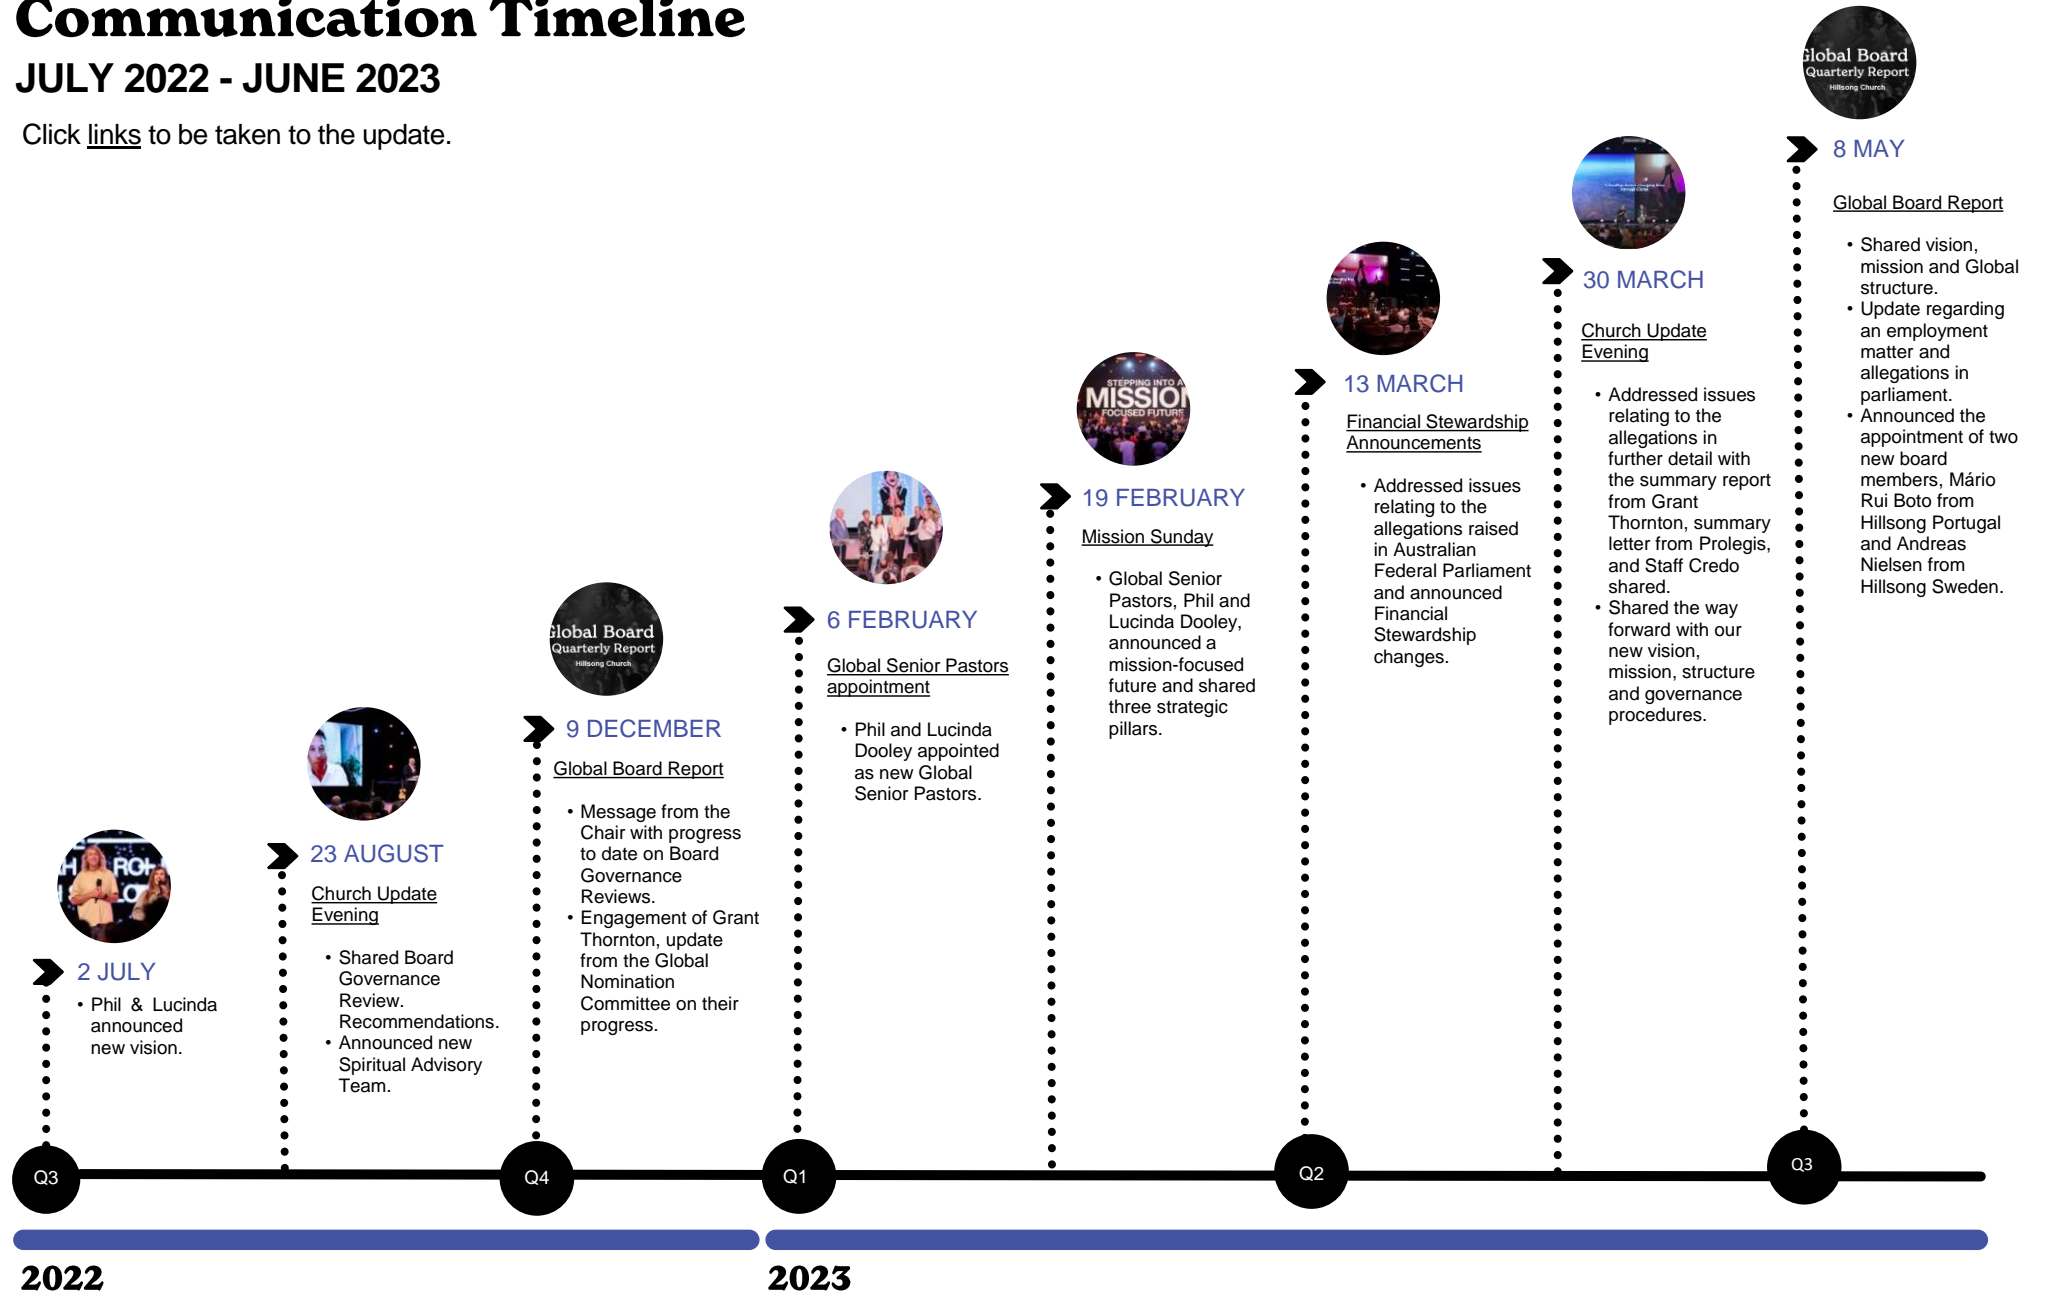 Communication Timeline
JULY 2022 - JUNE 2023
Click links to be taken to the update.
2 JULY
• Phil & Lucinda
announced
new vision.
23 AUGUST
Church Update
Evening
• Shared Board
Governance
Review.
Recommendations.
• Announced new
Spiritual Advisory
Team.
Global Board
Quarterly Report
Hillsong Church
9 DECEMBER
Global Board Report
• Message from the
Chair with progress
to date on Board
Governance
Reviews.
• Engagement of Grant
Thornton, update
from the Global
Nomination
Committee on their
progress.
6 FEBRUARY
Global Senior Pastors
appointment
• Phil and Lucinda
Dooley appointed
as new Global
Senior Pastors.
STEPPING INTO A
MISSION
FOCUSED FUTURE
19 FEBRUARY
Mission Sunday
• Global Senior
Pastors, Phil and
Lucinda Dooley,
announced a
mission-focused
future and shared
three strategic
pillars.
13 MARCH
Financial Stewardship
Announcements
• Addressed issues
relating to the
allegations raised
in Australian
Federal Parliament
and announced
Financial
Stewardship
changes.
30 MARCH
Church Update
Evening
• Addressed issues
relating to the
allegations in
further detail with
the summary report
from Grant
Thornton, summary
letter from Prolegis,
and Staff Credo
shared.
• Shared the way
forward with our
new vision,
mission, structure
and governance
procedures.
Global Board
Quarterly Report
Hillsong Church
8 MAY
Global Board Report
• Shared vision,
mission and Global
structure.
• Update regarding
an employment
matter and
allegations in
parliament.
• Announced the
appointment of two
new board
members, Mário
Rui Boto from
Hillsong Portugal
and Andreas
Nielsen from
Hillsong Sweden.
Q3
Q4
Q1
Q2
Q3
2022
2023